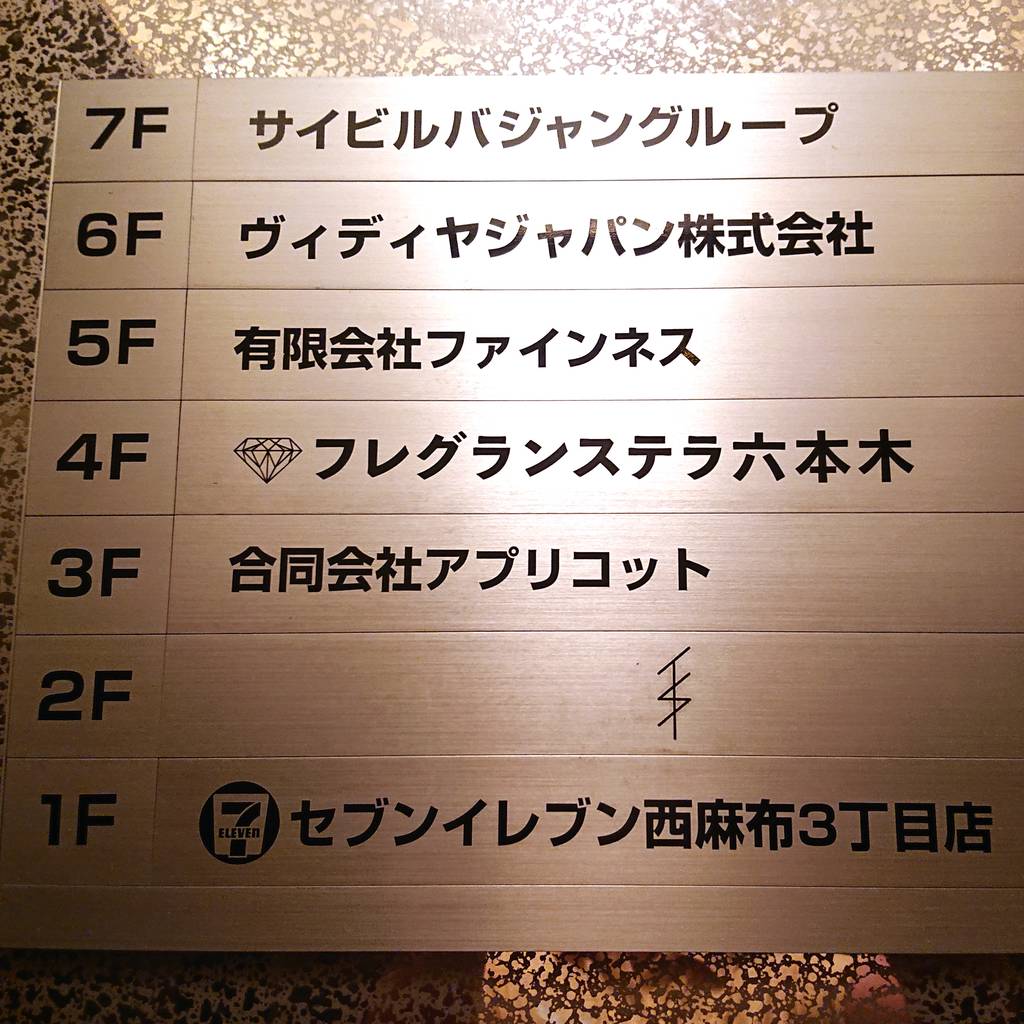 7F サイビルバジャングループ
6F ヴィディヤジャパン株式会社
5F 有限会社ファインネス
4F フレグランステラ六本木
3F 合同会社アプリコット
2F
1F 7 ELEVEN セブンイレブン西麻布3丁目店